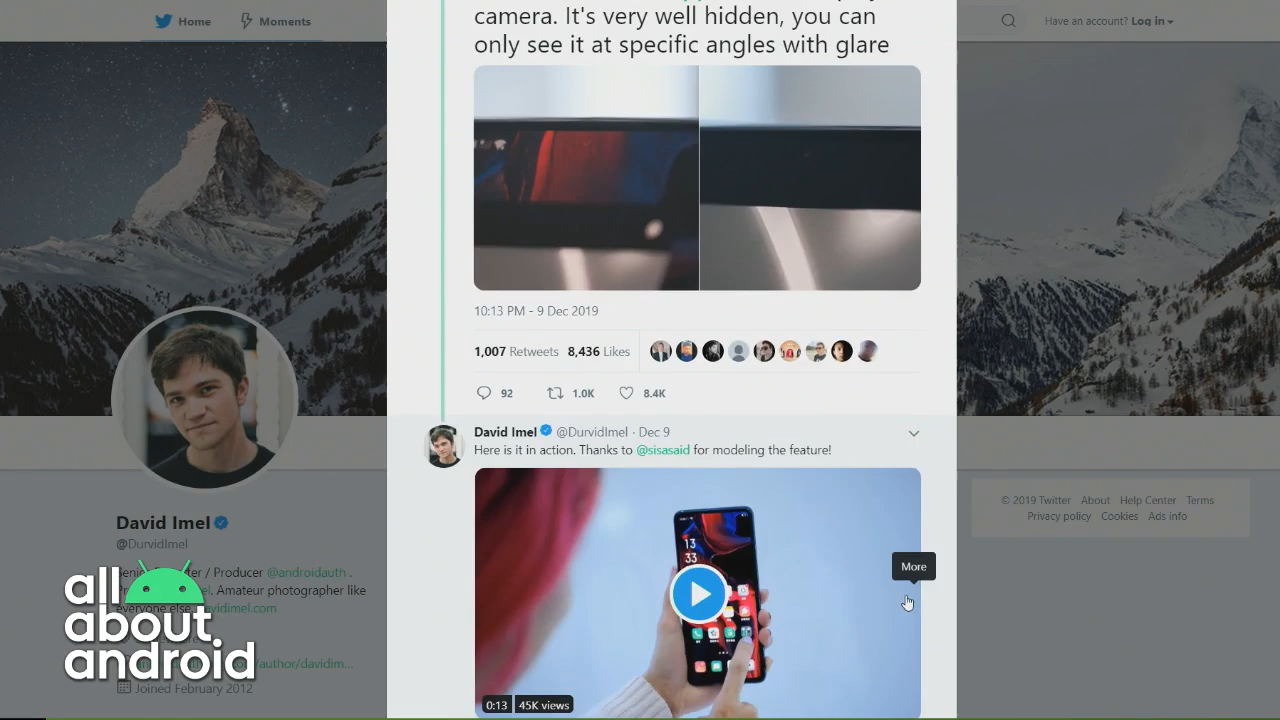 Home
Moments
Have an account? Log in
camera. It's very well hidden, you can
only see it at specific angles with glare
10:13 PM - 9 Dec 2019
1,007 Retweets 8,436 Likes
92
1.0K
8.4K
David Imel @DurvidImel · Dec 9
Here is it in action. Thanks to @sisasaid for modeling the feature!
13
33
More
0:13
45K views
David Imel
@DurvidImel
/ Producer @androidauth .
Amateur photographer like
everyone else.
Joined February 2012
all
about
android
© 2019 Twitter About Help Center Terms
Privacy policy Cookies Ads info